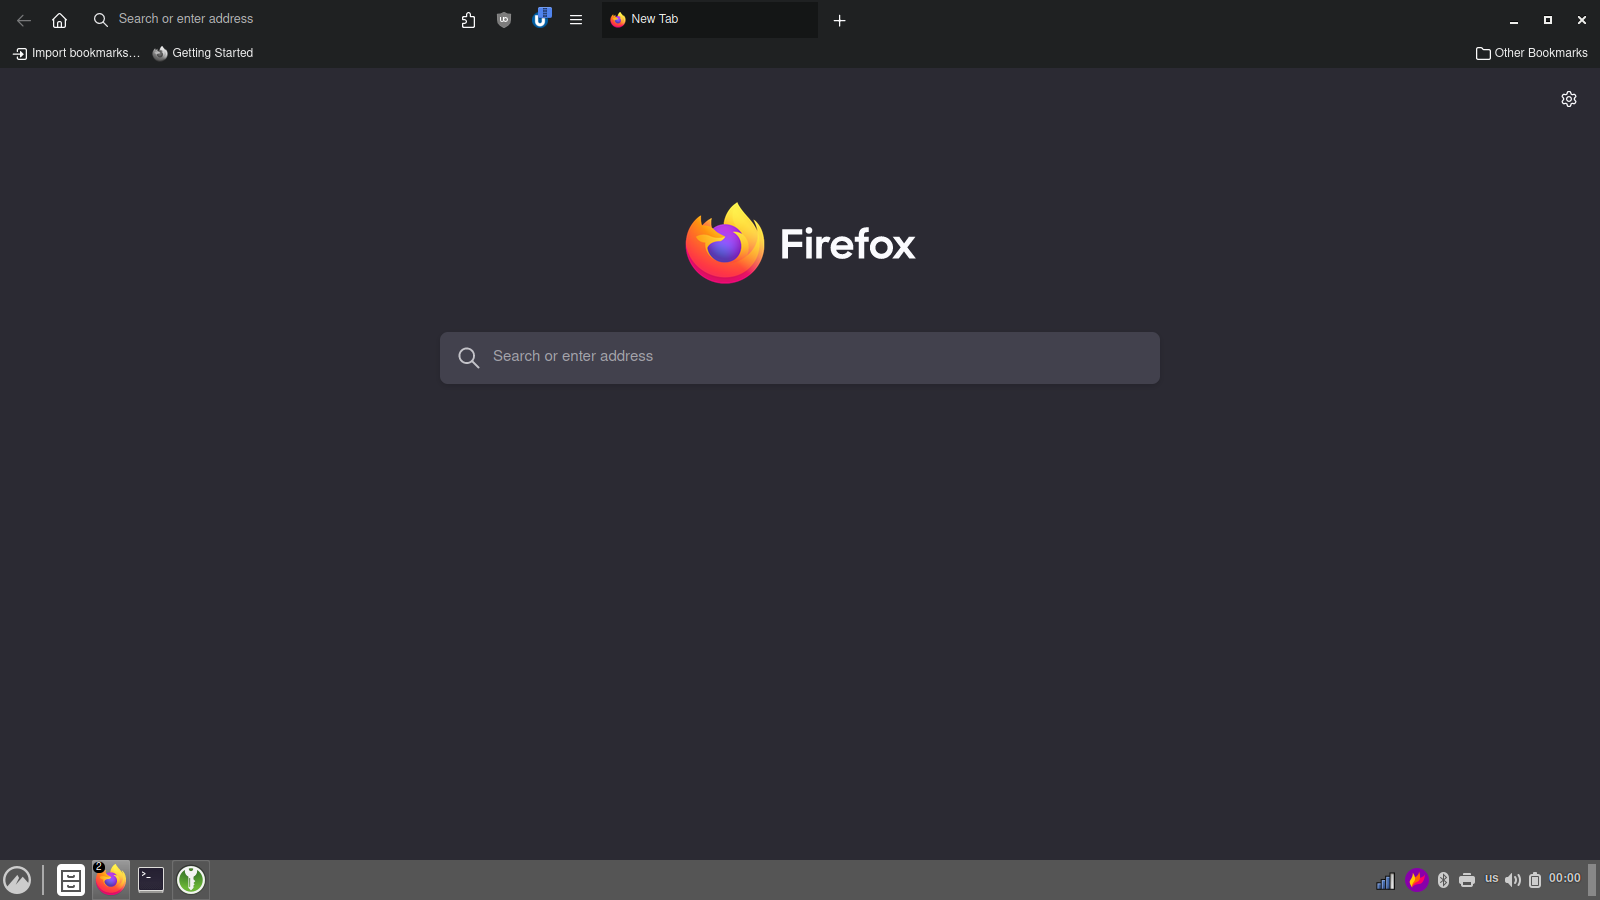 Search or enter address
New Tab
Import bookmarks…
Getting Started
Other Bookmarks
Firefox
Search or enter address
2
>_
us
00:00